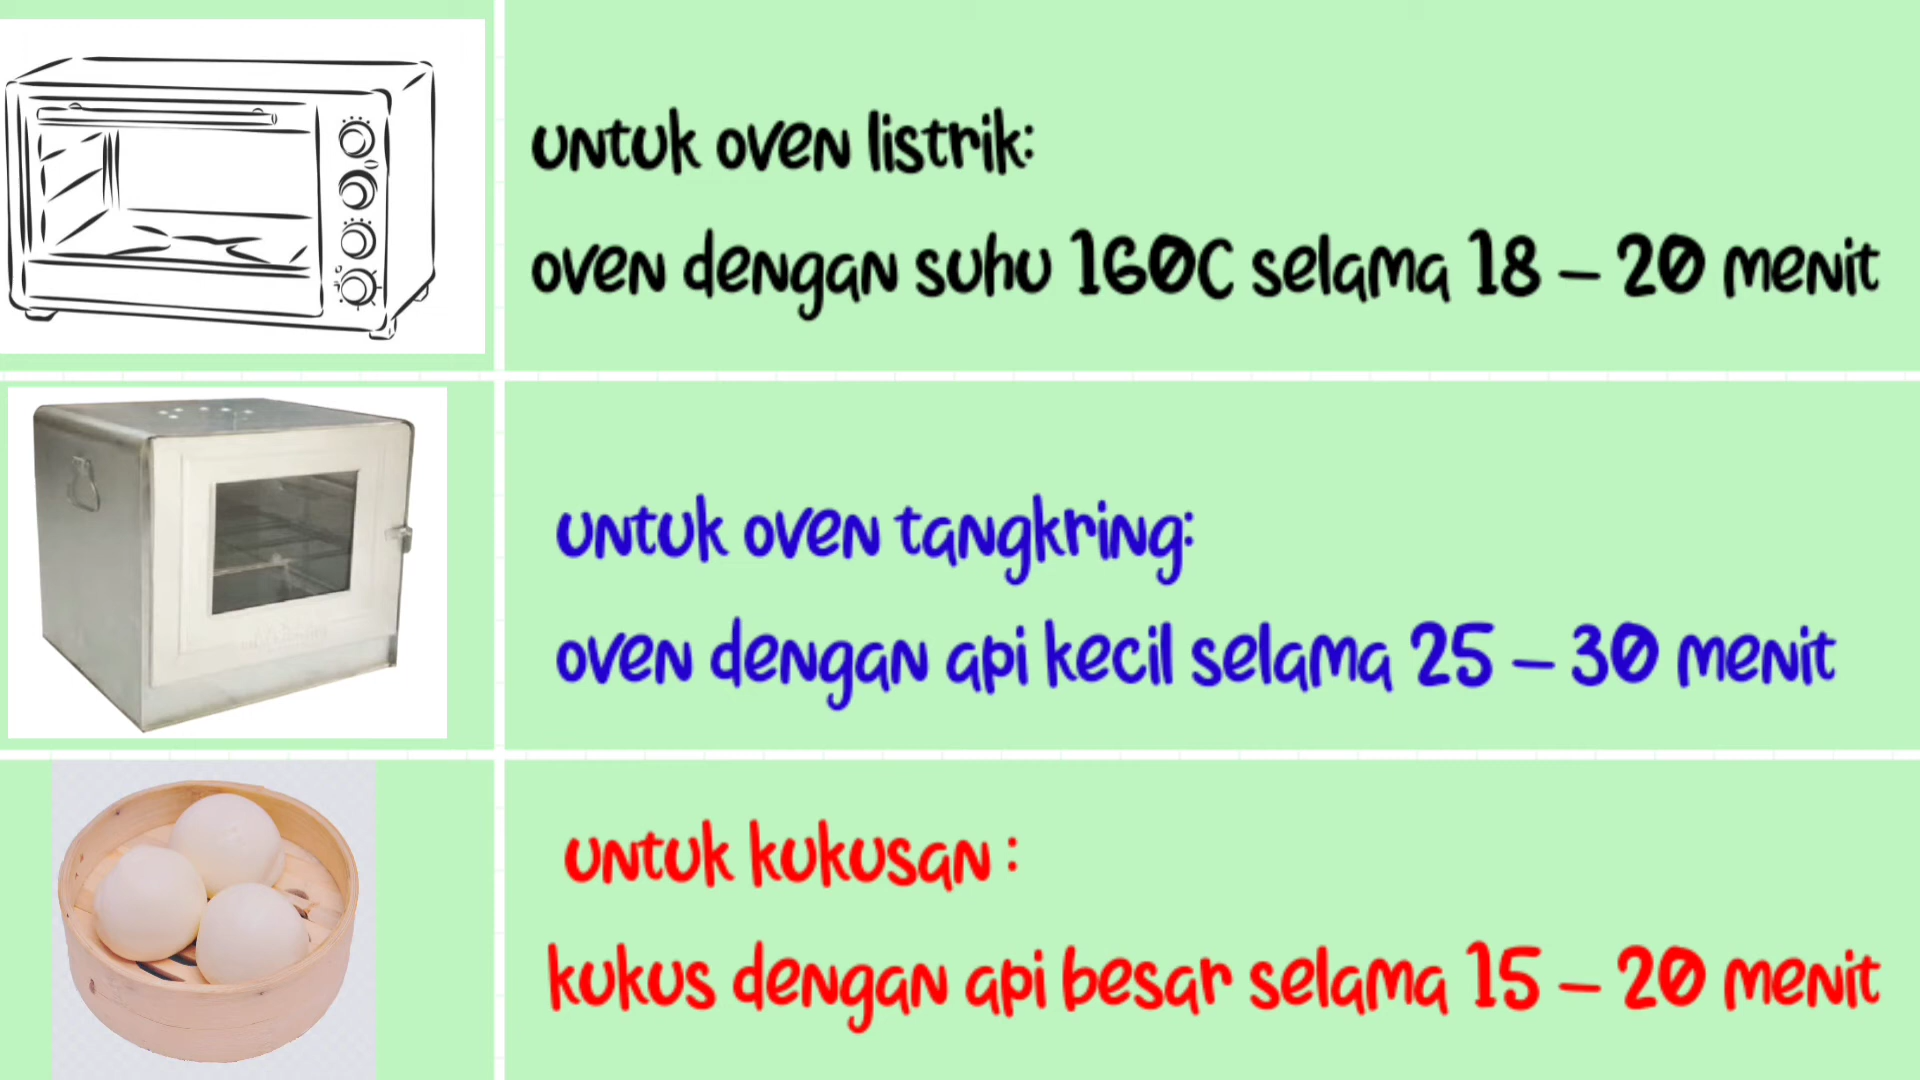 untuk oven listrik:
oven dengan suhu 160C selama 18 – 20 menit
untuk oven tangkring:
oven dengan api kecil selama 25 – 30 menit
untuk kukusan :
kukus dengan api besar selama 15 – 20 menit